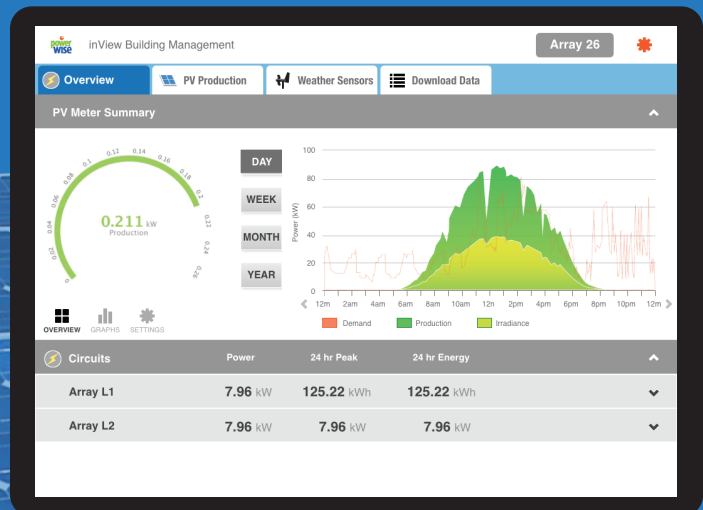 power
wise
inView Building Management
Array 26
Overview
PV Production
Weather Sensors
Download Data
PV Meter Summary
0
0.02
0.04
0.06
0.08
0.1
0.12
0.14
0.16
0.18
0.2
0.22
0.24
0.26
0.211 kW
Production
DAY
WEEK
MONTH
YEAR
Power (kW)
100
80
60
40
20
0
12m 2am 4am 6am 8am 10am 12n 2pm 4pm 6pm 8pm 10pm 12m
Demand Production Irradiance
OVERVIEW GRAPHS SETTINGS
Circuits Power 24 hr Peak 24 hr Energy
Array L1 7.96 kW 125.22 kWh 125.22 kWh
Array L2 7.96 kW 7.96 kW 7.96 kW